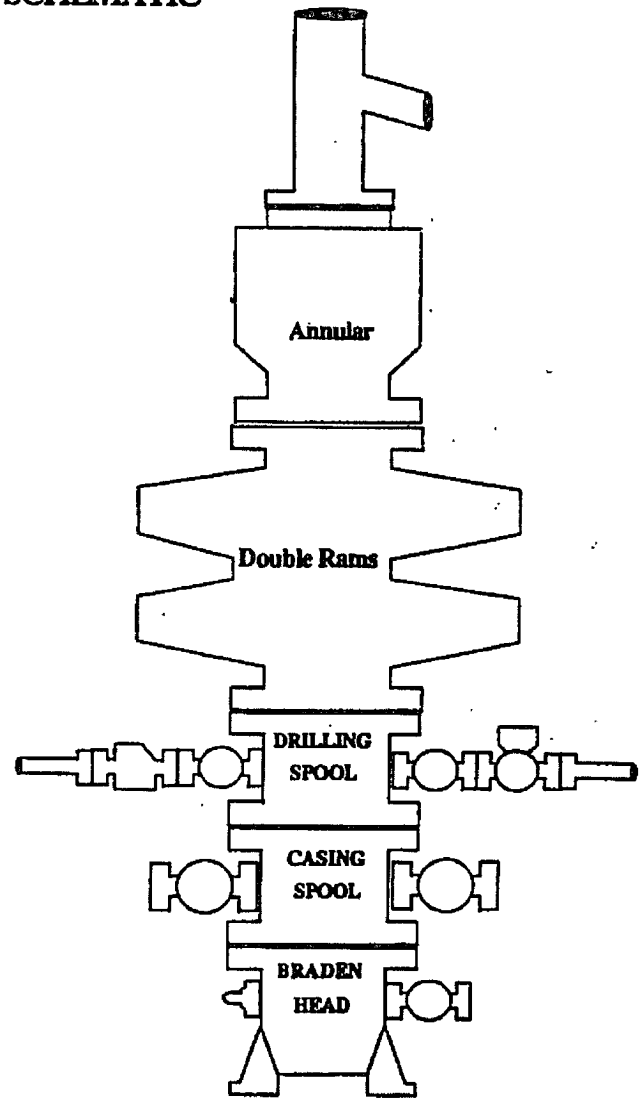 SCHEMATIC
Annular
Double Rams
DRILLING
SPOOL
CASING
SPOOL
BRADEN
HEAD